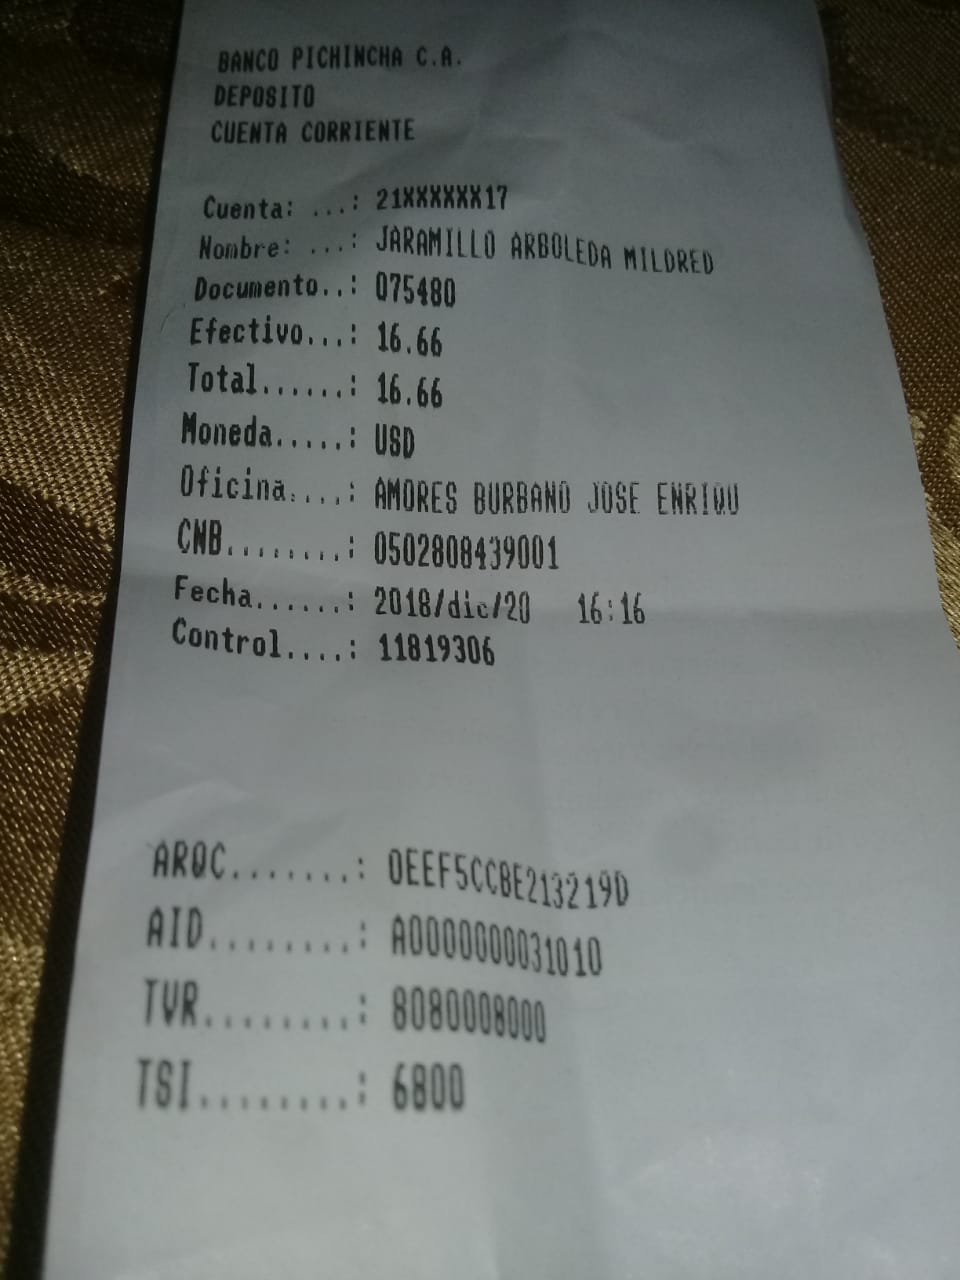 BANCO PICHINCHA C.A.
DEPOSITO
CUENTA CORRIENTE
Cuenta: ...: 21XXXXXX17
Nombre: ...: JARAMILLO ARBOLEDA MILDRED
Documento..: 075480
Efectivo...: 16.66
Total......: 16.66
Moneda.....: USD
Oficina....: AMORES BURBANO JOSE ENRIQU
CNB........: 0502808439001
Fecha......: 2018/dic/20 16:16
Control....: 11819306
ARQC.......: 0EEF5CCBE213219D
AID........: A0000000031010
TVR........: 8080008000
TSI........: 6800